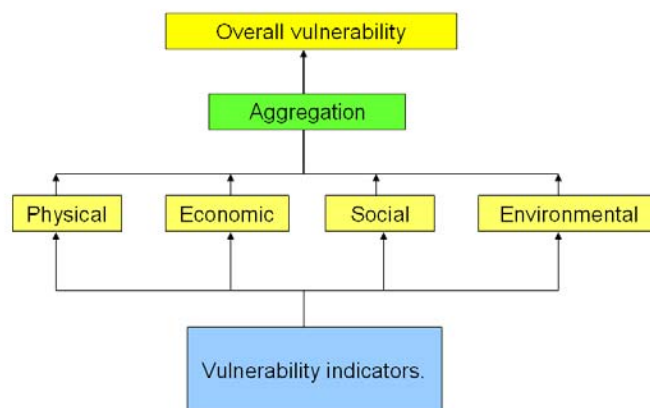 Overall vulnerability
Aggregation
Physical
Economic
Social
Environmental
Vulnerability indicators.